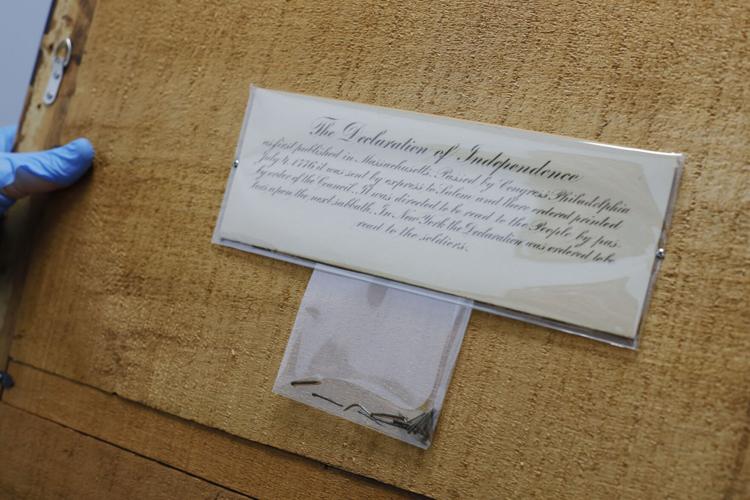 The Declaration of Independence
as first published in Massachusetts. Passed by Congress Philadelphia
July 4, 1776 it was sent by express to Salem and there ordered printed
by order of the Council. It was directed to be read to the People by pas-
tors upon the next sabbath. In New York the Declaration was ordered to be
read to the soldiers.